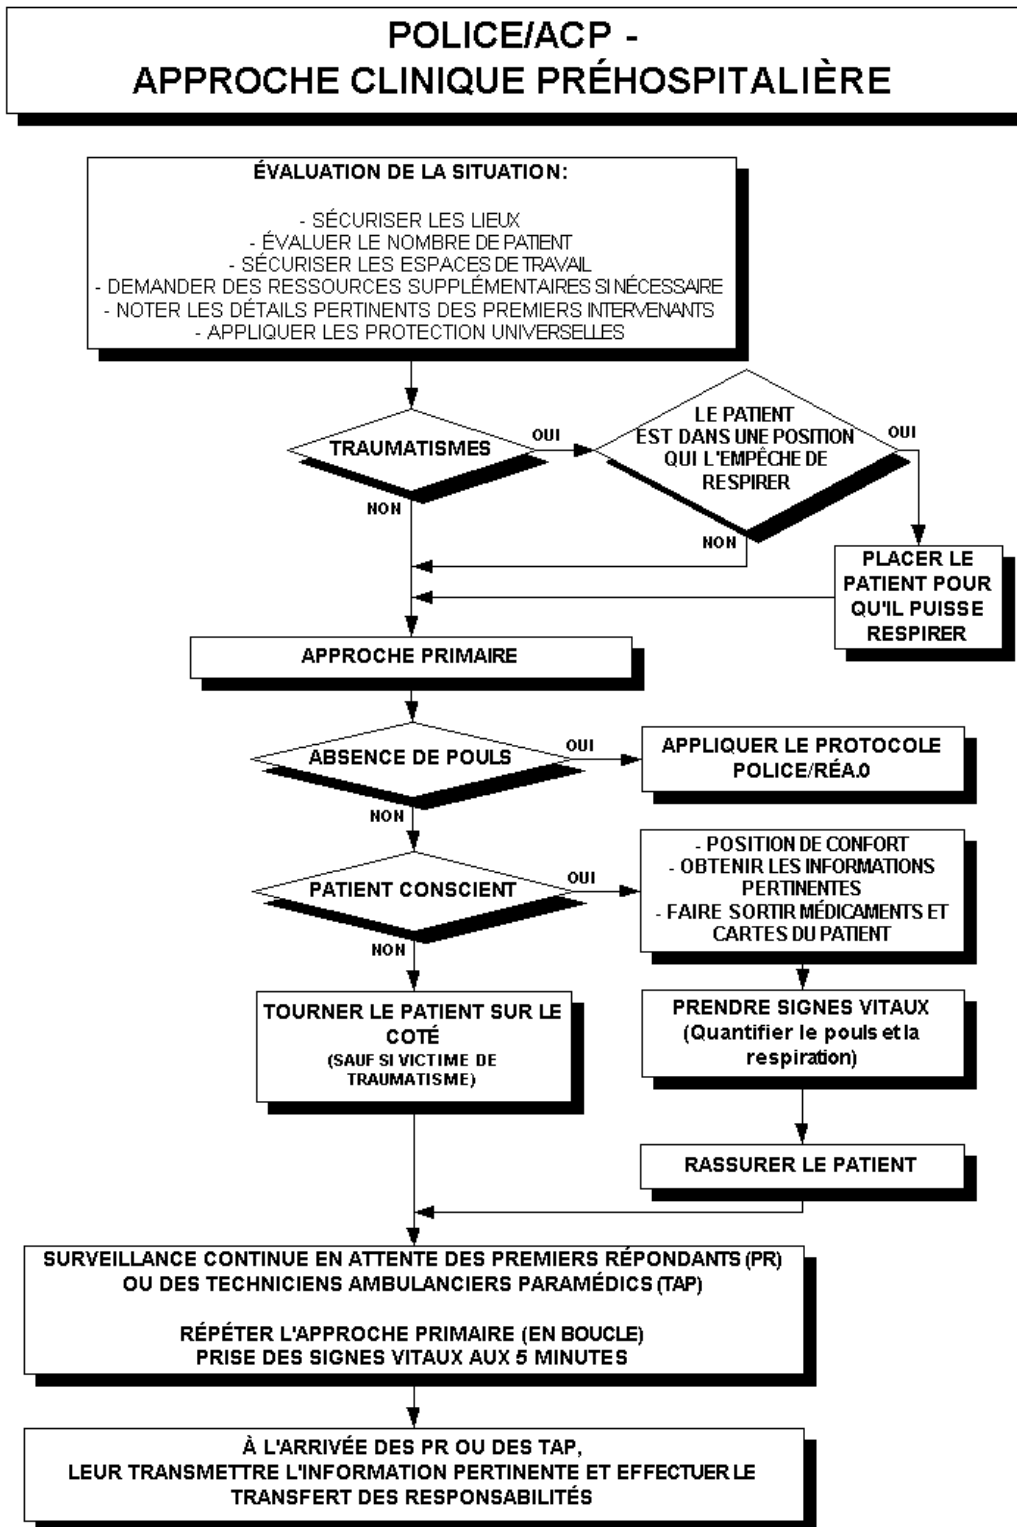 POLICE/ACP -
APPROCHE CLINIQUE PRÉHOSPITALIÈRE
ÉVALUATION DE LA SITUATION:
- SÉCURISER LES LIEUX
- ÉVALUER LE NOMBRE DE PATIENT
- SÉCURISER LES ESPACES DE TRAVAIL
- DEMANDER DES RESSOURCES SUPPLÉMENTAIRES SI NÉCESSAIRE
- NOTER LES DÉTAILS PERTINENTS DES PREMIERS INTERVENANTS
- APPLIQUER LES PROTECTION UNIVERSELLES
TRAUMATISMES
OUI
NON
LE PATIENT
EST DANS UNE POSITION
QUI L'EMPÊCHE DE
RESPIRER
OUI
NON
PLACER LE
PATIENT POUR
QU'IL PUISSE
RESPIRER
APPROCHE PRIMAIRE
ABSENCE DE POULS
OUI
NON
APPLIQUER LE PROTOCOLE
POLICE/RÉA.0
PATIENT CONSCIENT
OUI
NON
- POSITION DE CONFORT
- OBTENIR LES INFORMATIONS
PERTINENTES
- FAIRE SORTIR MÉDICAMENTS ET
CARTES DU PATIENT
TOURNER LE PATIENT SUR LE
COTÉ
(SAUF SI VICTIME DE
TRAUMATISME)
PRENDRE SIGNES VITAUX
(Quantifier le pouls et la
respiration)
RASSURER LE PATIENT
SURVEILLANCE CONTINUE EN ATTENTE DES PREMIERS RÉPONDANTS (PR)
OU DES TECHNICIENS AMBULANCIERS PARAMÉDICS (TAP)
RÉPÉTER L'APPROCHE PRIMAIRE (EN BOUCLE)
PRISE DES SIGNES VITAUX AUX 5 MINUTES
À L'ARRIVÉE DES PR OU DES TAP,
LEUR TRANSMETTRE L'INFORMATION PERTINENTE ET EFFECTUER LE
TRANSFERT DES RESPONSABILITÉS